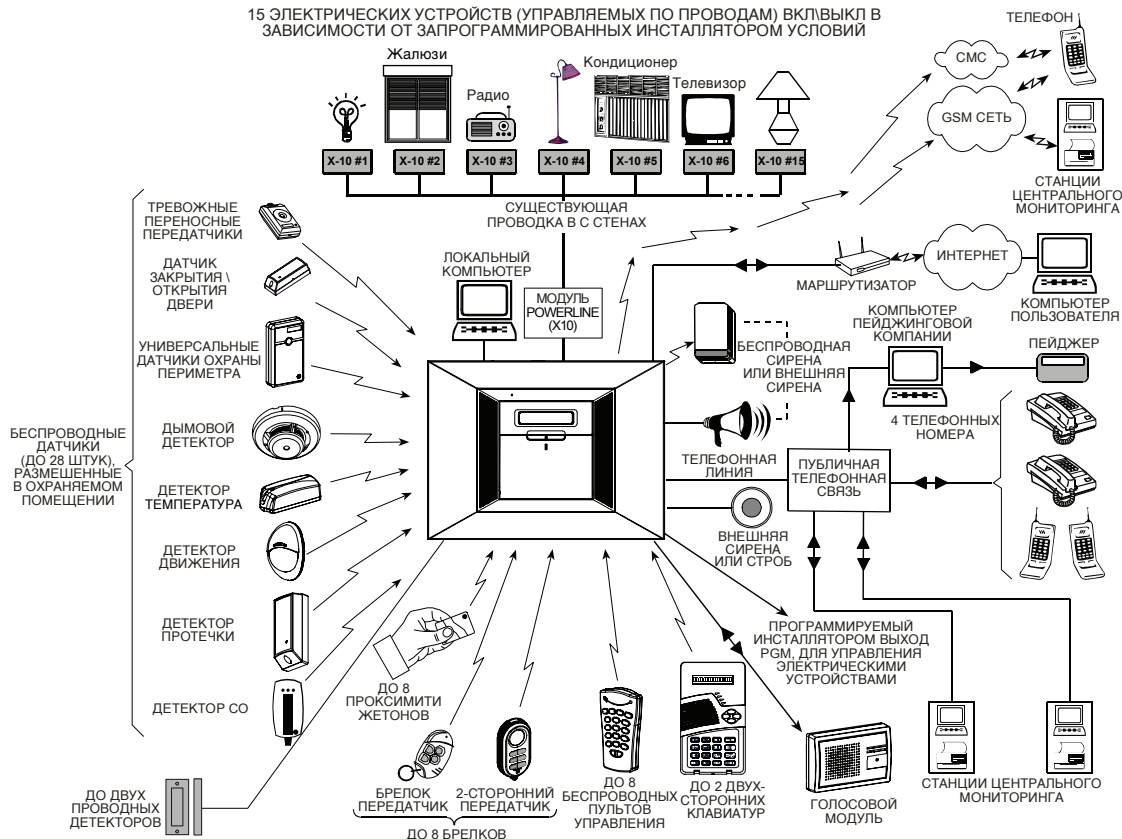 15 ЭЛЕКТРИЧЕСКИХ УСТРОЙСТВ (УПРАВЛЯЕМЫХ ПО ПРОВОДАМ) ВКЛ\ВЫКЛ В
ЗАВИСИМОСТИ ОТ ЗАПРОГРАММИРОВАННЫХ ИНСТАЛЛЯТОРОМ УСЛОВИЙ
Жалюзи
Радио
Кондиционер
Телевизор
X-10 #1
X-10 #2
X-10 #3
X-10 #4
X-10 #5
X-10 #6
X-10 #15
СУЩЕСТВУЮЩАЯ
ПРОВОДКА В С СТЕНАХ
ТЕЛЕФОН
СМС
GSM СЕТЬ
СТАНЦИИ
ЦЕНТРАЛЬНОГО
МОНИТОРИНГА
ЛОКАЛЬНЫЙ
КОМПЬЮТЕР
МОДУЛЬ
POWERLINE
(X10)
МАРШРУТИЗАТОР
ИНТЕРНЕТ
КОМПЬЮТЕР
ПОЛЬЗОВАТЕЛЯ
КОМПЬЮТЕР
ПЕЙДЖИНГОВОЙ
КОМПАНИИ
ПЕЙДЖЕР
БЕСПРОВОДНАЯ
СИРЕНА
ИЛИ ВНЕШНЯЯ
СИРЕНА
4 ТЕЛЕФОННЫХ
НОМЕРА
ТЕЛЕФОННАЯ
ЛИНИЯ
ПУБЛИЧНАЯ
ТЕЛЕФОННАЯ
СВЯЗЬ
ВНЕШНЯЯ
СИРЕНА
ИЛИ СТРОБ
БЕСПРОВОДНЫЕ
ДАТЧИКИ
(ДО 28 ШТУК),
РАЗМЕШЕННЫЕ
В ОХРАНЯЕМОМ
ПОМЕЩЕНИИ
ТРЕВОЖНЫЕ
ПЕРЕНОСНЫЕ
ПЕРЕДАТЧИКИ
ДАТЧИК
ЗАКРЫТИЯ \
ОТКРЫТИЯ
ДВЕРИ
УНИВЕРСАЛЬНЫЕ
ДАТЧИКИ ОХРАНЫ
ПЕРИМЕТРА
ДЫМОВОЙ
ДЕТЕКТОР
ДЕТЕКТОР
ТЕМПЕРАТУРА
ДЕТЕКТОР
ДВИЖЕНИЯ
ДЕТЕКТОР
ПРОТЕЧКИ
ДЕТЕКТОР СО
ДО ДВУХ
ПРОВОДНЫХ
ДЕТЕКТОРОВ
ДО 8
ПРОКСИМИТИ
ЖЕТОНОВ
БРЕЛОК
ПЕРЕДАТЧИК
2-СТОРОННИЙ
ПЕРЕДАТЧИК
ДО 8 БРЕЛКОВ
ДО 8
БЕСПРОВОДНЫХ
ПУЛЬТОВ
УПРАВЛЕНИЯ
ДО 2 ДВУХ-
СТОРОННИХ
КЛАВИАТУР
ПРОГРАММИРУЕМЫЙ
ИНСТАЛЛЯТОРОМ ВЫХОД
PGM, ДЛЯ УПРАВЛЕНИЯ
ЭЛЕКТРИЧЕСКИМИ
УСТРОЙСТВАМИ
ГОЛОСОВОЙ
МОДУЛЬ
СТАНЦИИ ЦЕНТРАЛЬНОГО
МОНИТОРИНГА